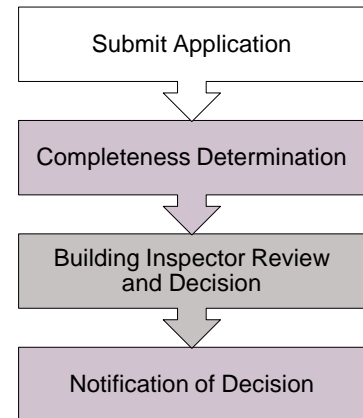 Submit Application
Completeness Determination
Building Inspector Review
and Decision
Notification of Decision